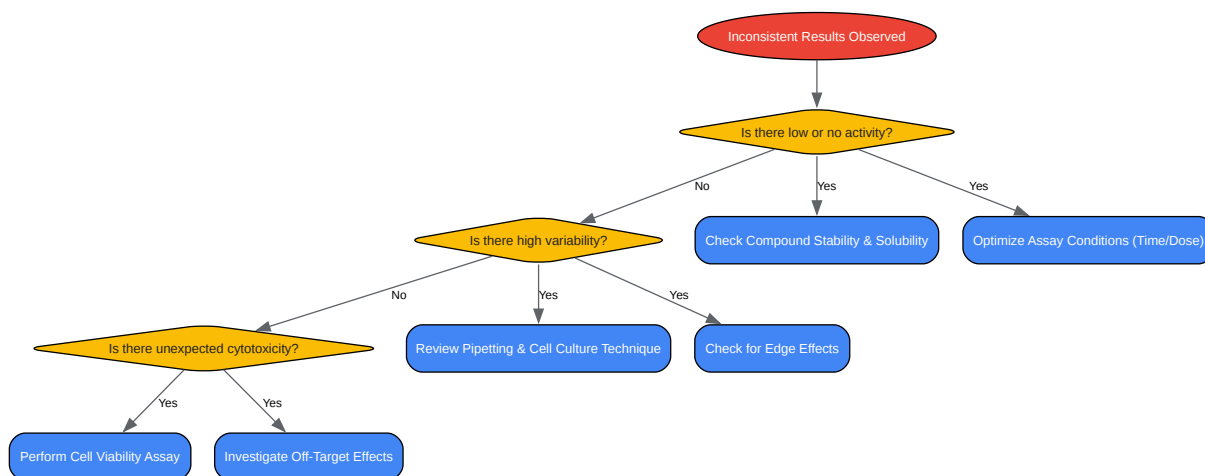 Inconsistent Results Observed
Is there low or no activity?
No
Yes
Yes
Is there high variability?
Check Compound Stability & Solubility
Optimize Assay Conditions (Time/Dose)
No
Yes
Yes
Is there unexpected cytotoxicity?
Review Pipetting & Cell Culture Technique
Check for Edge Effects
Yes
Yes
Perform Cell Viability Assay
Investigate Off-Target Effects